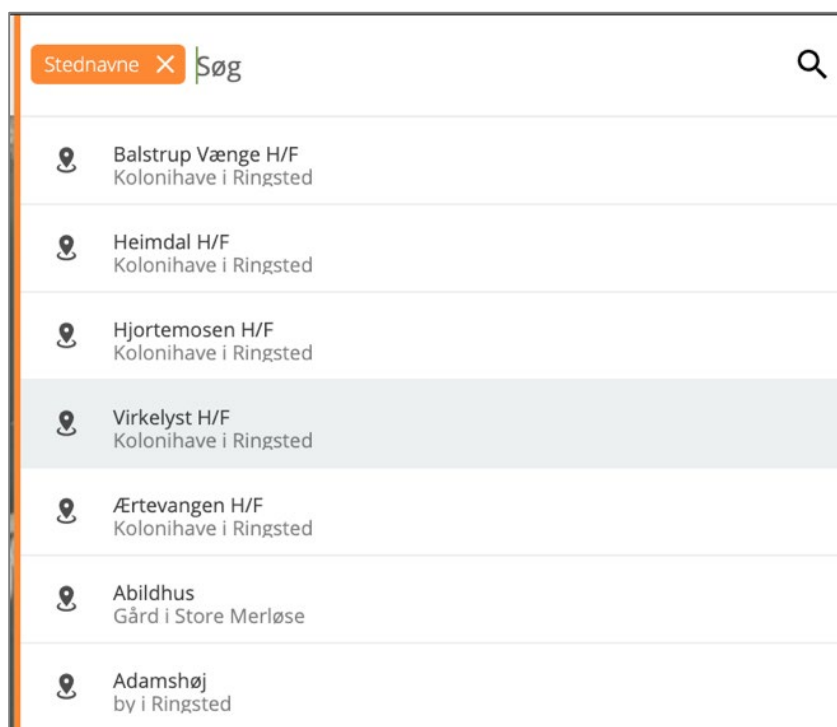 Stednavne
Søg
Balstrup Vænge H/F
Kolonihave i Ringsted
Heimdal H/F
Kolonihave i Ringsted
Hjortemosen H/F
Kolonihave i Ringsted
Virkelyst H/F
Kolonihave i Ringsted
Ærtevangen H/F
Kolonihave i Ringsted
Abildhus
Gård i Store Merløse
Adamshøj
by i Ringsted